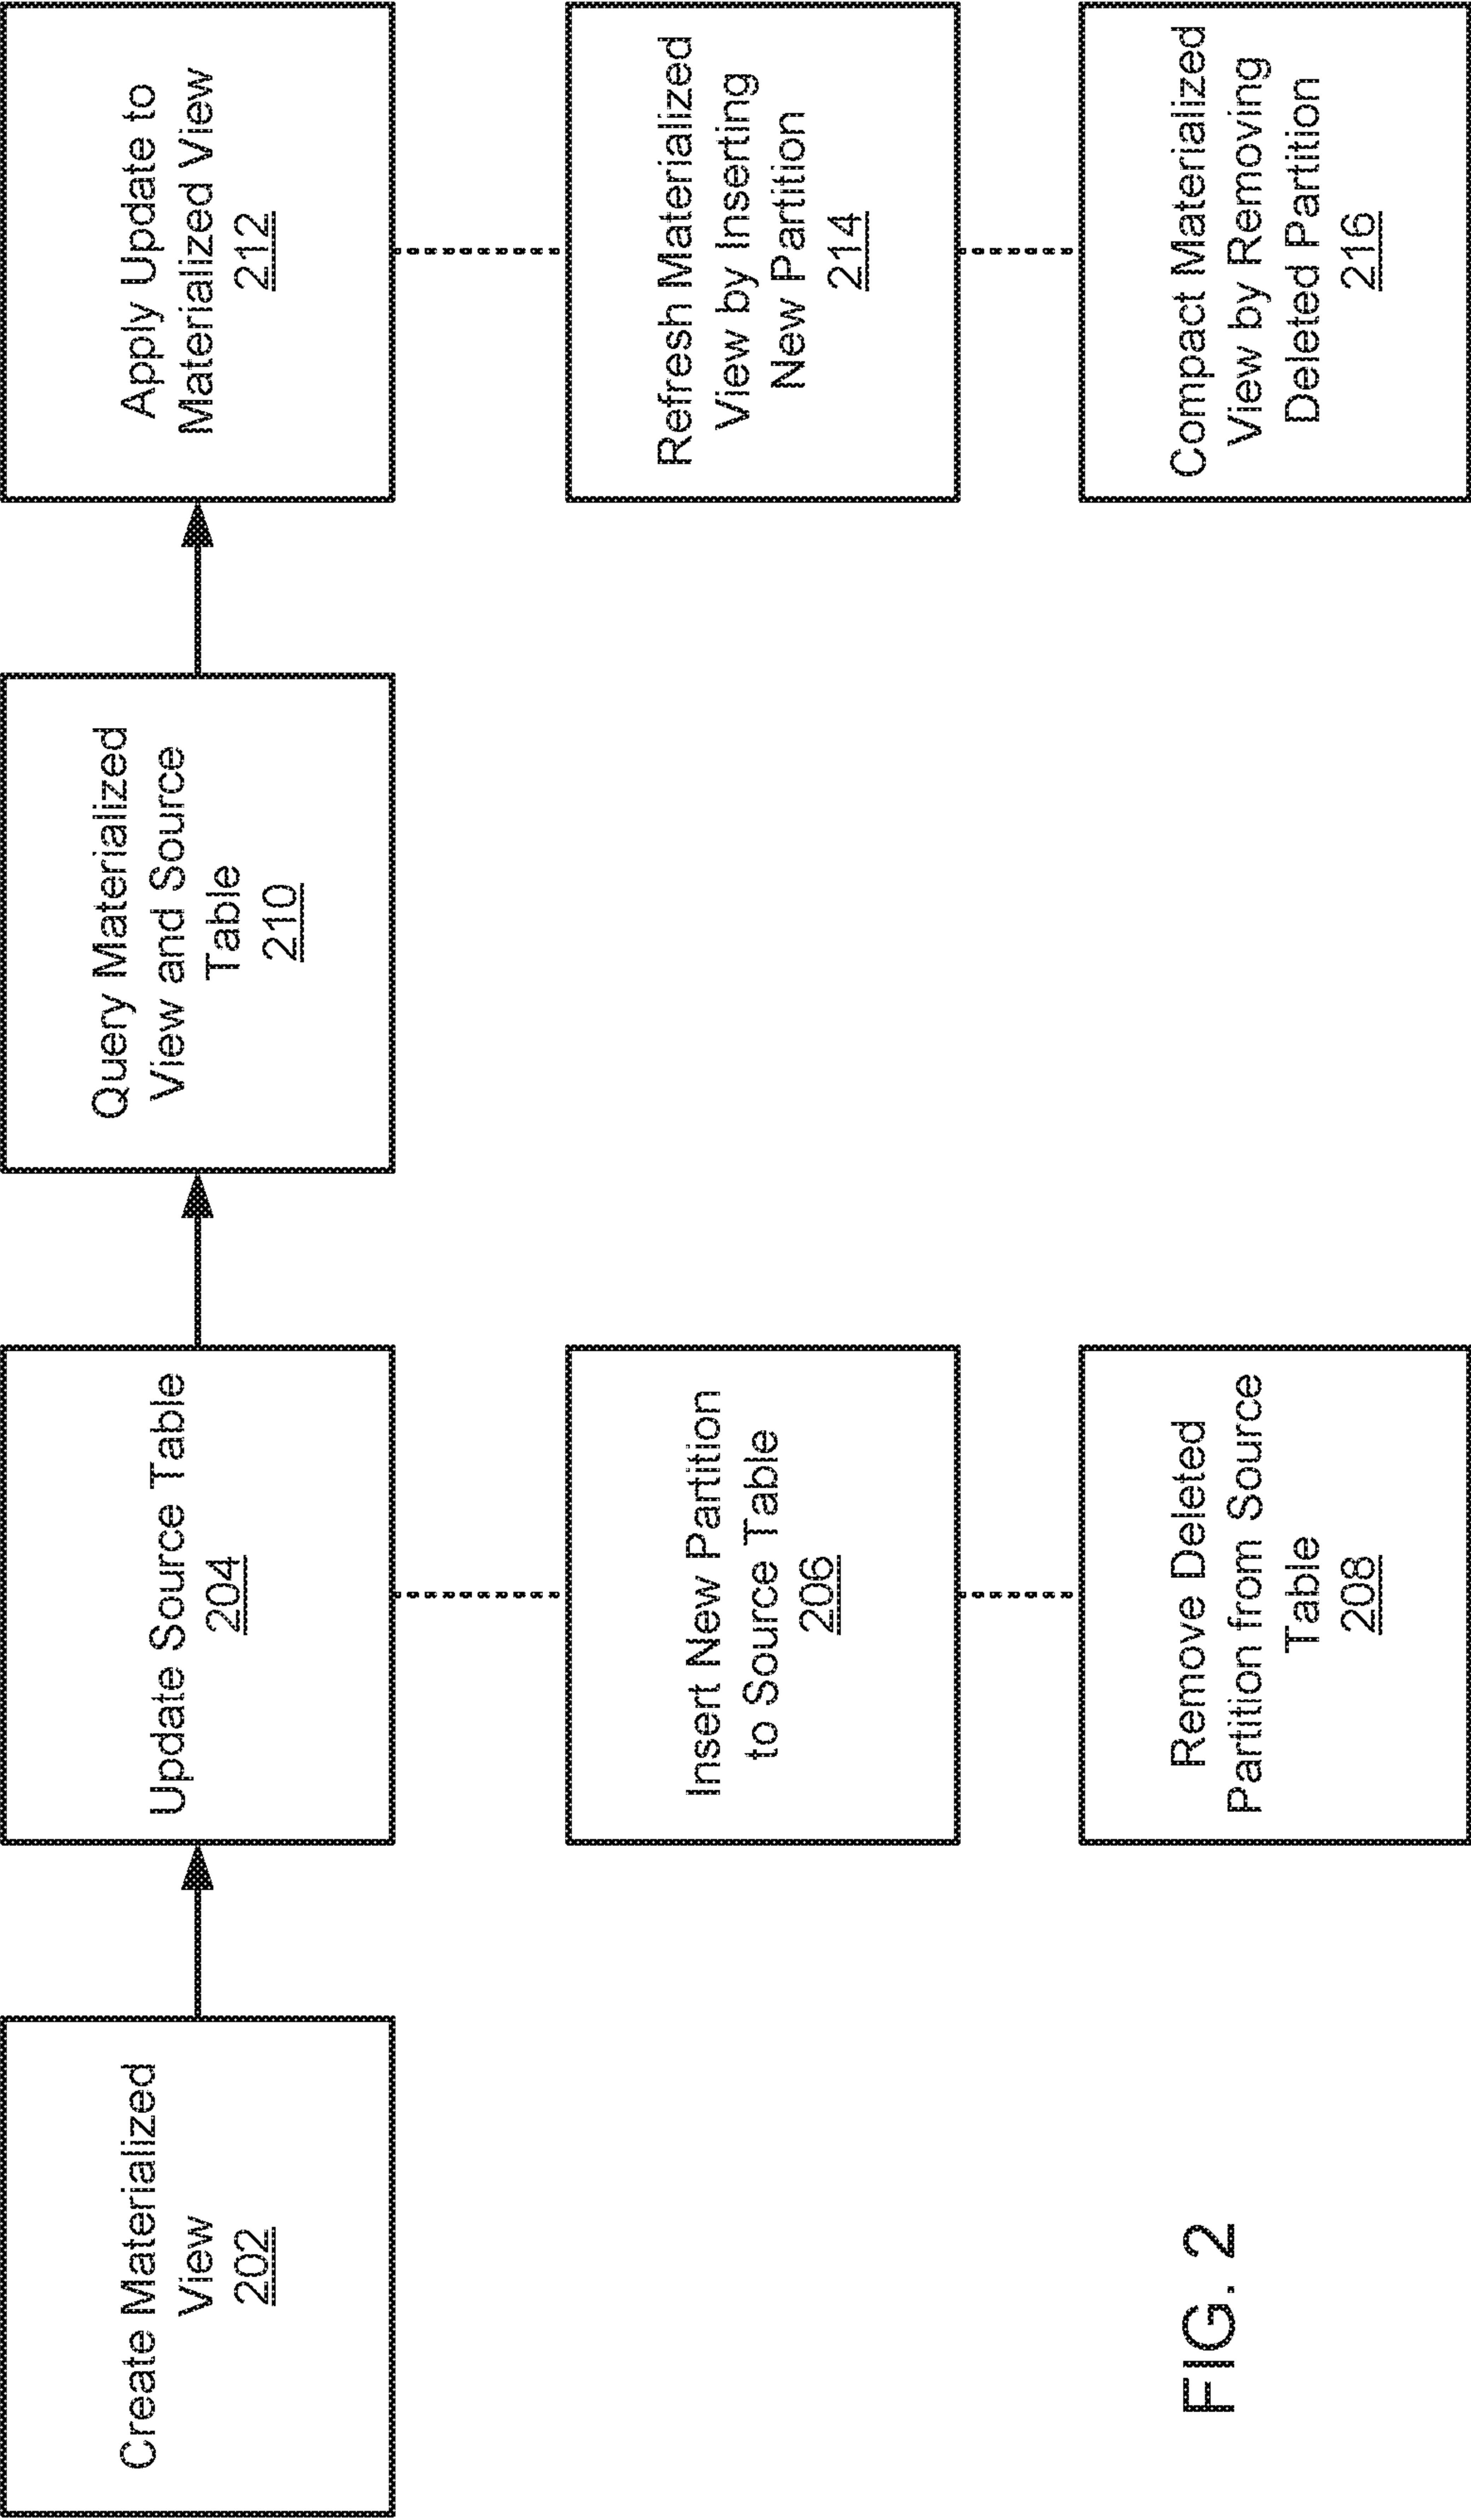 Create Materialized
View
202
Update Source Table
204
Query Materialized
View and Source
Table
210
Apply Update to
Materialized View
212
Insert New Partition
to Source Table
206
Refresh Materialized
View by Inserting
New Partition
214
Remove Deleted
Partition from Source
Table
208
Compact Materialized
View by Removing
Deleted Partition
216
FIG. 2